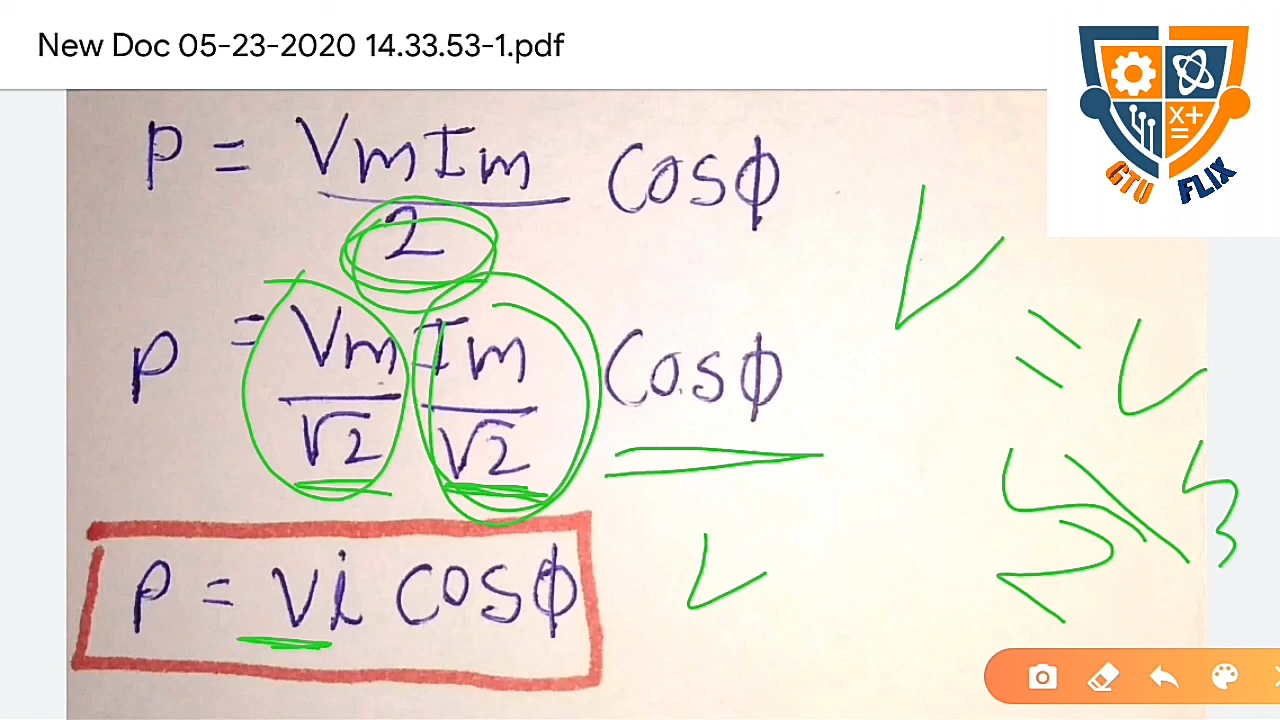 New Doc 05-23-2020 14.33.53-1.pdf
X+
=
GTU FLIX
P = VmIm/2 cosφ
P = Vm/√2 Im/√2 cosφ
P = vi cosφ